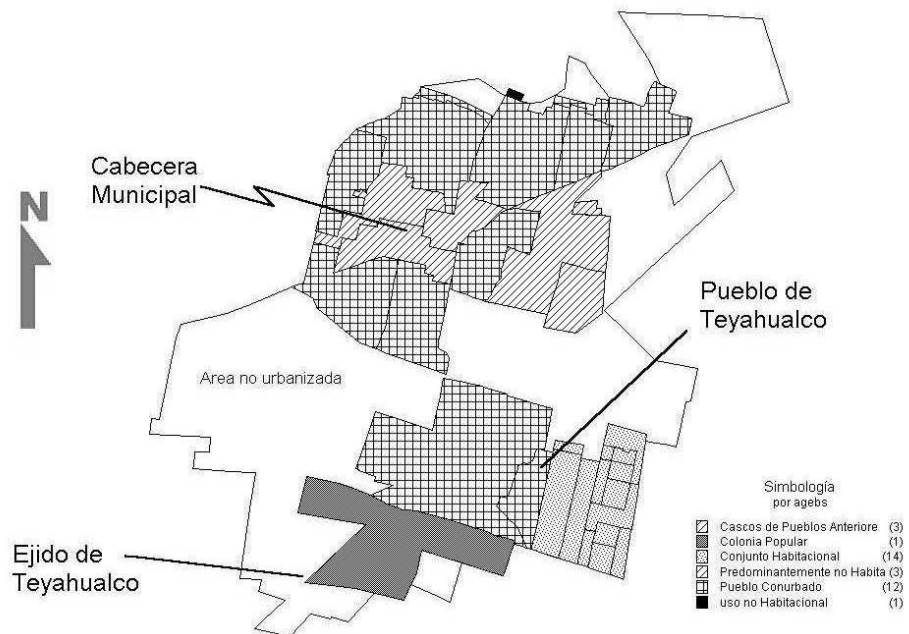 Cabecera
Municipal
N
Pueblo de
Teyahualco
Area no urbanizada
Ejido de
Teyahualco
Simbología
por agebs
Cascos de Pueblos Anteriore (3)
Colonia Popular (1)
Conjunto Habitacional (14)
Predominantemente no Habita (3)
Pueblo Conurbado (12)
uso no Habitacional (1)